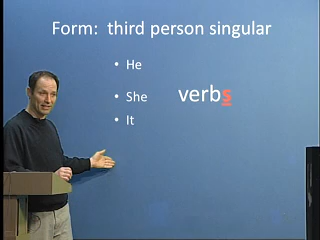 Form: third person singular
• He
• She verbs
• It